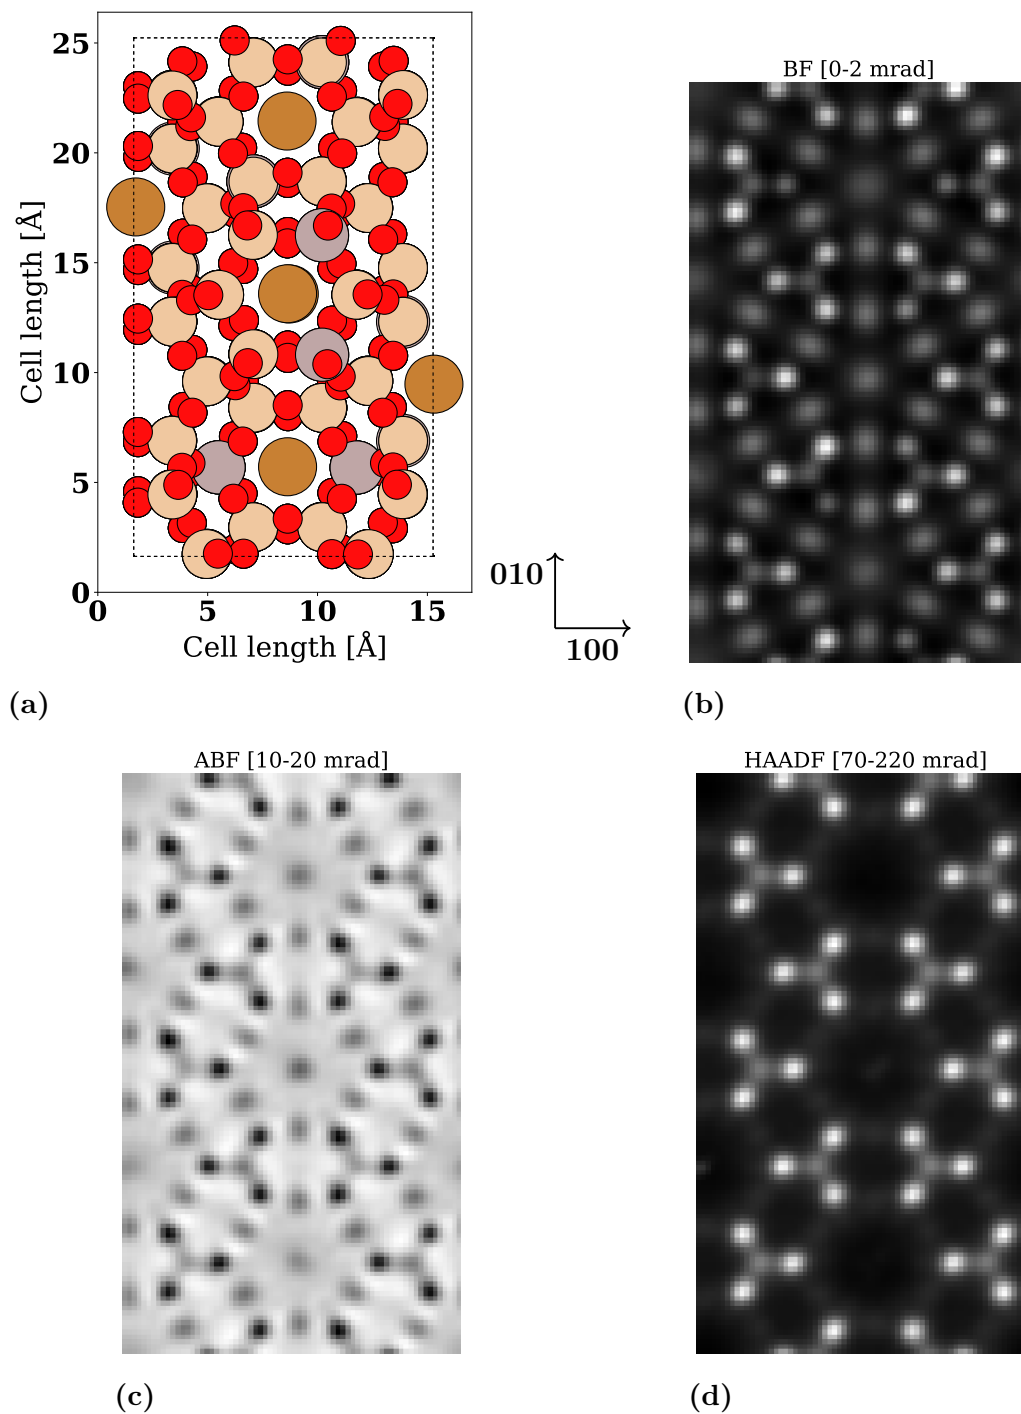 25
20
15
10
5
0
Cell length [Å]
0 5 10 15
Cell length [Å]
010
100
(a)
BF [0-2 mrad]
(b)
ABF [10-20 mrad]
(c)
HAADF [70-220 mrad]
(d)